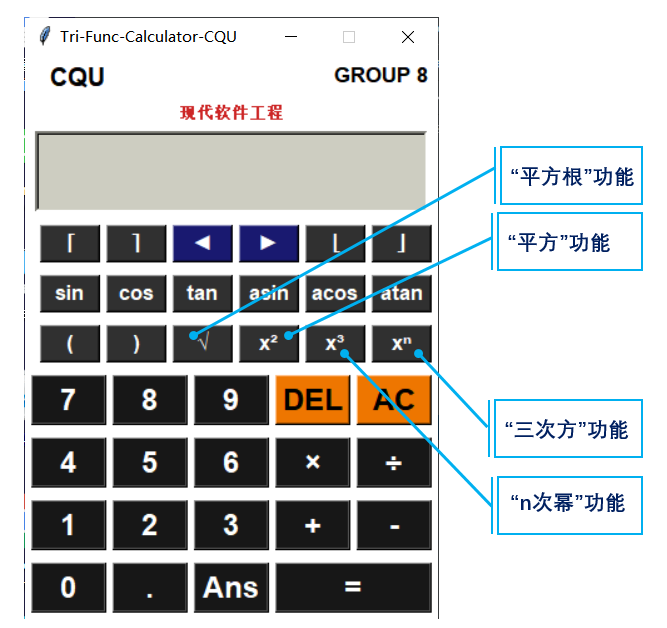 Tri-Func-Calculator-CQU
CQU GROUP 8
现代软件工程
⌈ ⌉ ◄ ► ⌊ ⌋
sin cos tan asin acos atan
( ) √ x² x³ xⁿ
7 8 9 DEL AC
4 5 6 × ÷
1 2 3 + -
0 . Ans =
“平方根”功能
“平方”功能
“三次方”功能
“n次幂”功能